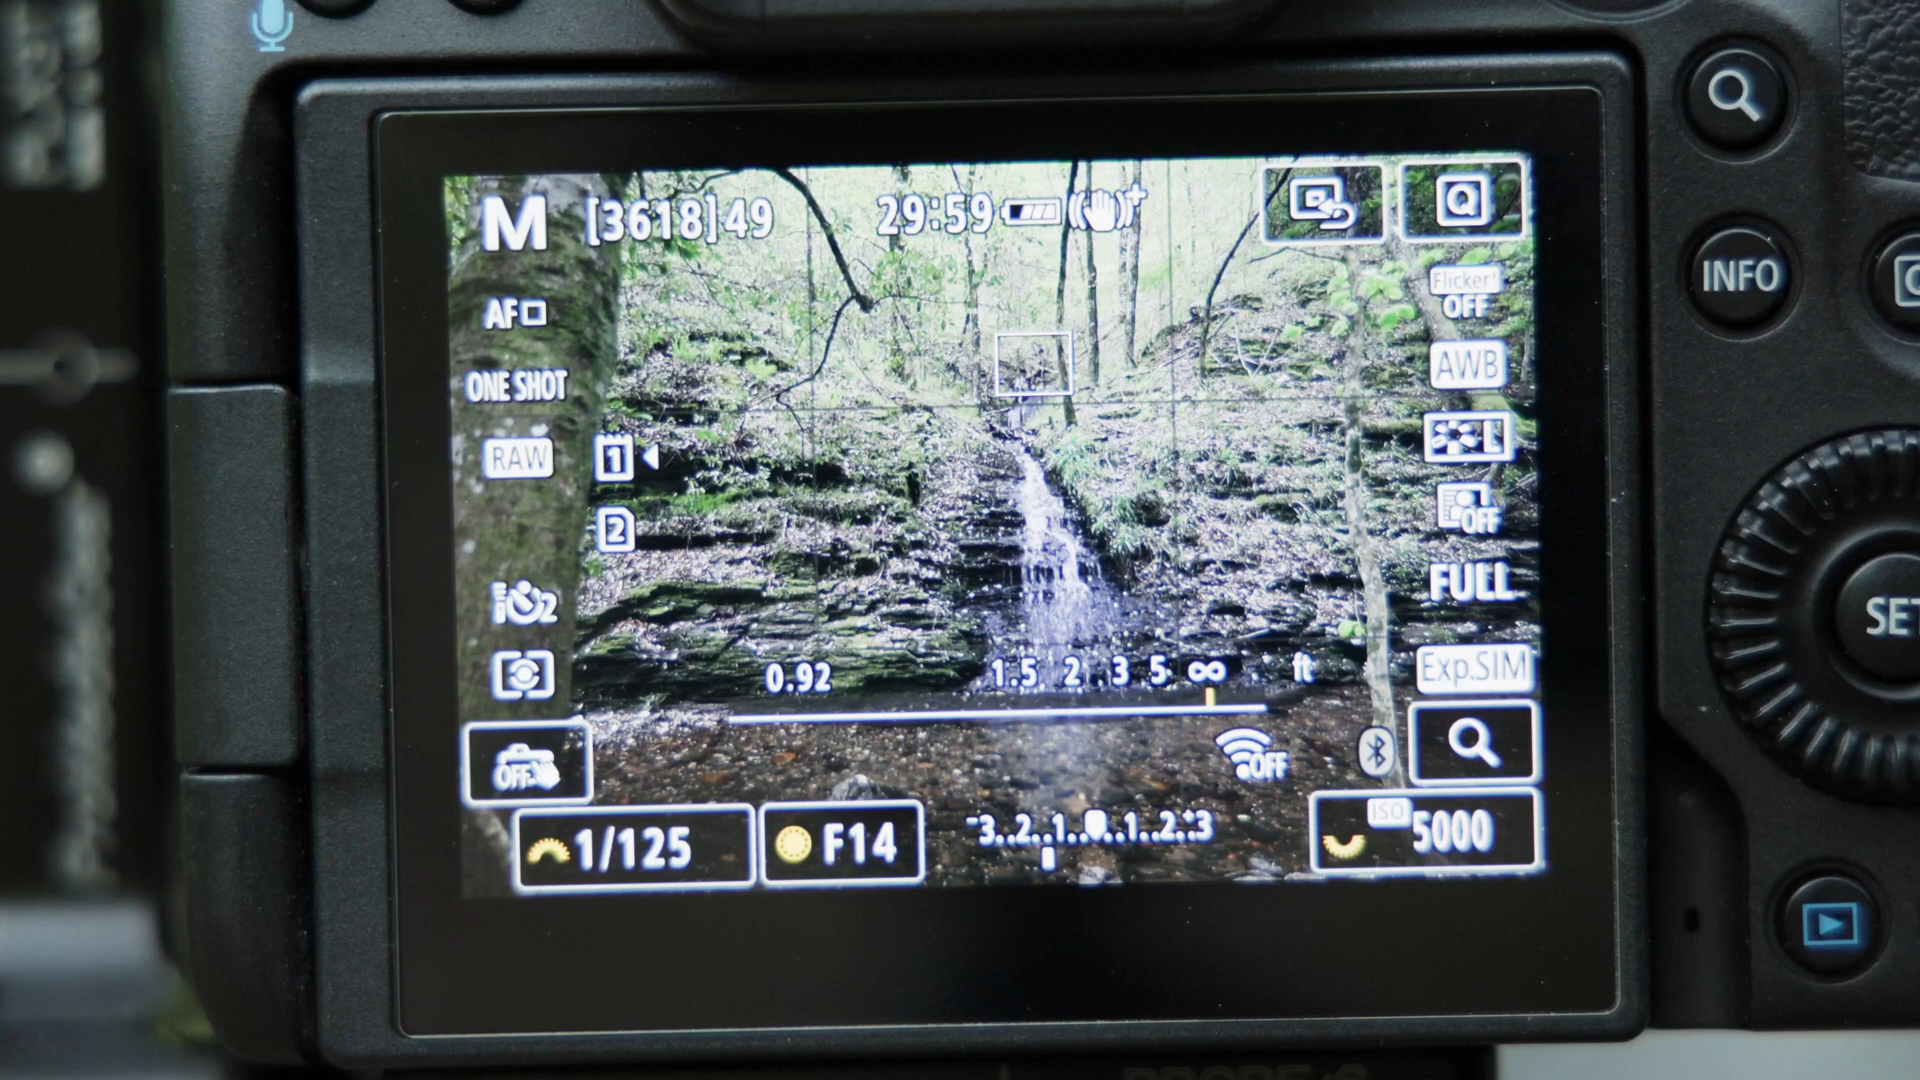 M [3618]49 29:59 Q
INFO
Flicker!
OFF
AF
ONE SHOT
AWB
RAW 1
L
2
OFF
FULL
2
SET
0.92 1.5 2 3 5 ∞ ft
Exp.SIM
OFF
OFF
1/125 F14 -3..2..1....1..2..+3 ISO 5000